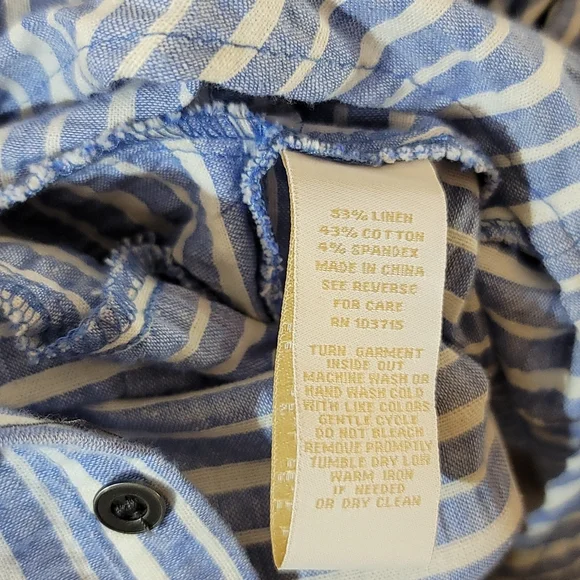 53% LINEN
43% COTTON
4% SPANDEX
MADE IN CHINA
SEE REVERSE
FOR CARE
RN 103715
TURN GARMENT
INSIDE OUT
MACHINE WASH OR
HAND WASH COLD
WITH LIKE COLORS
GENTLE CYCLE
DO NOT BLEACH
REMOVE PROMPTLY
TUMBLE DRY LOW
WARM IRON
IF NEEDED
OR DRY CLEAN